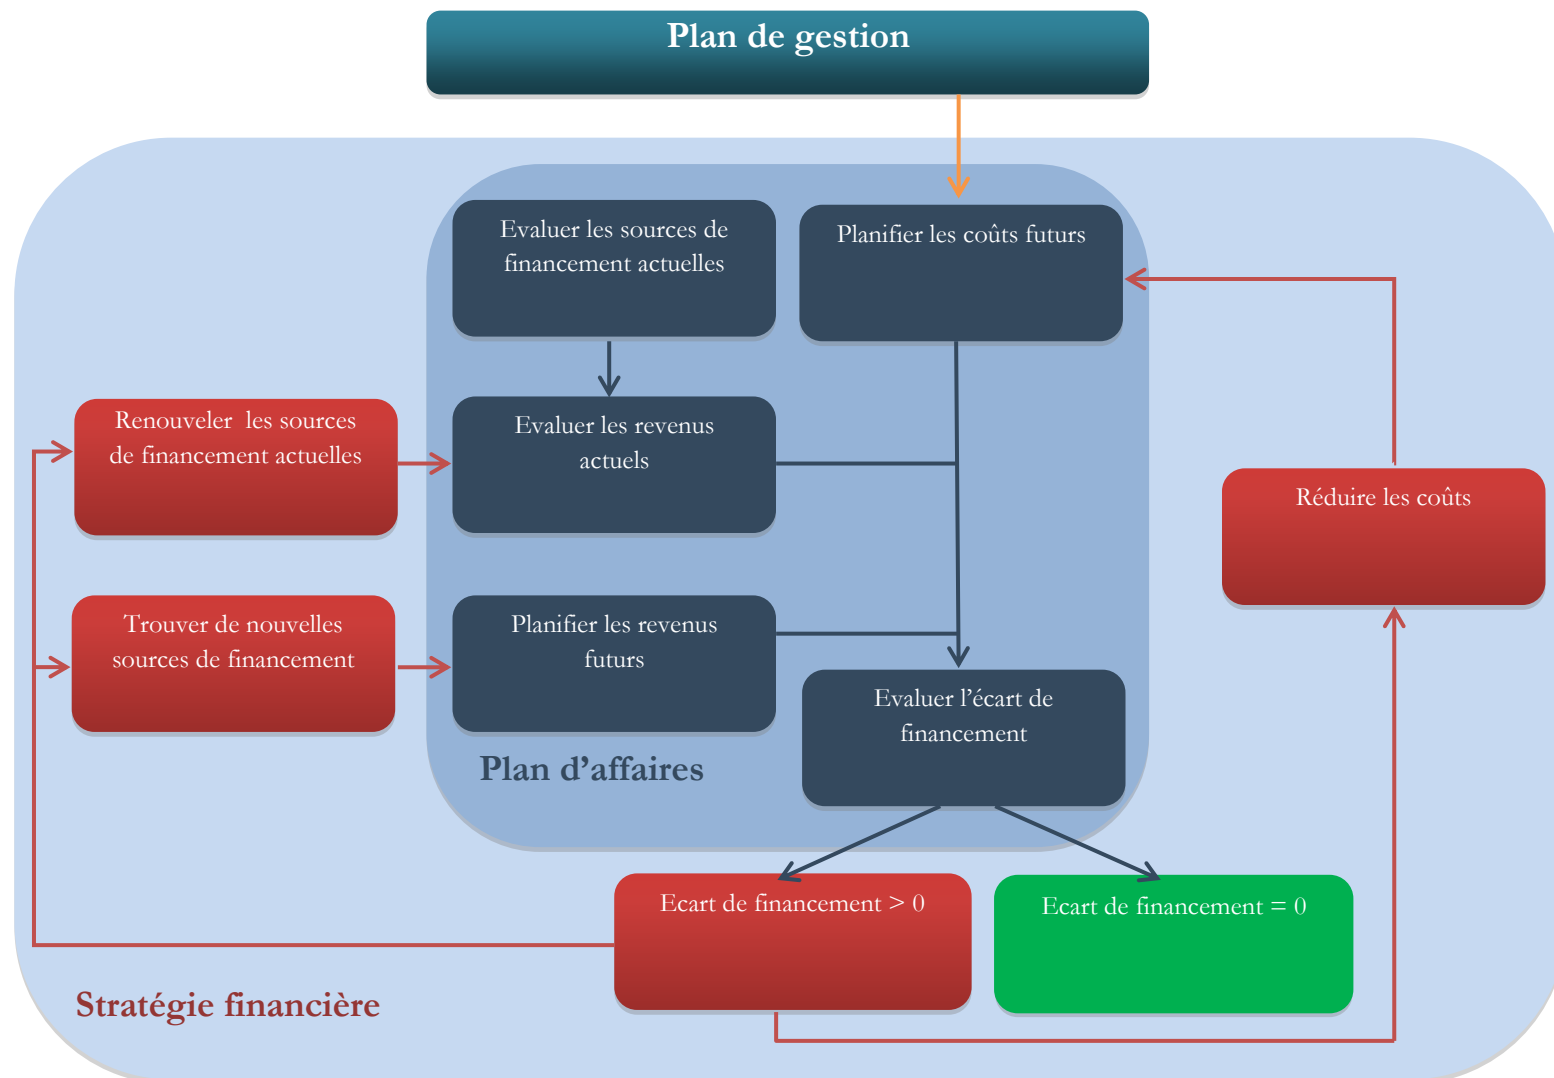 Plan de gestion
Evaluer les sources de
financement actuelles
Planifier les coûts futurs
Renouveler  les sources
de financement actuelles
Evaluer les revenus
actuels
Réduire les coûts
Trouver de nouvelles
sources de financement
Planifier les revenus
futurs
Evaluer l’écart de
financement
Plan d’affaires
Ecart de financement > 0
Ecart de financement = 0
Stratégie financière